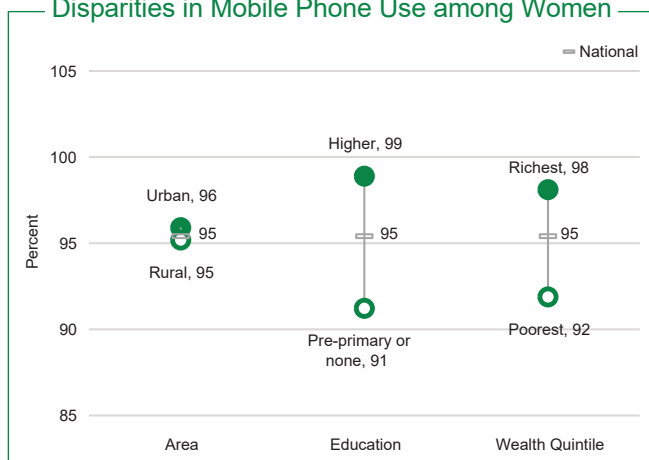 Disparities in Mobile Phone Use among Women
National
105
100
95
90
85
Percent
Urban, 96
95
Rural, 95
Higher, 99
95
Pre-primary or
none, 91
Richest, 98
95
Poorest, 92
Area
Education
Wealth Quintile